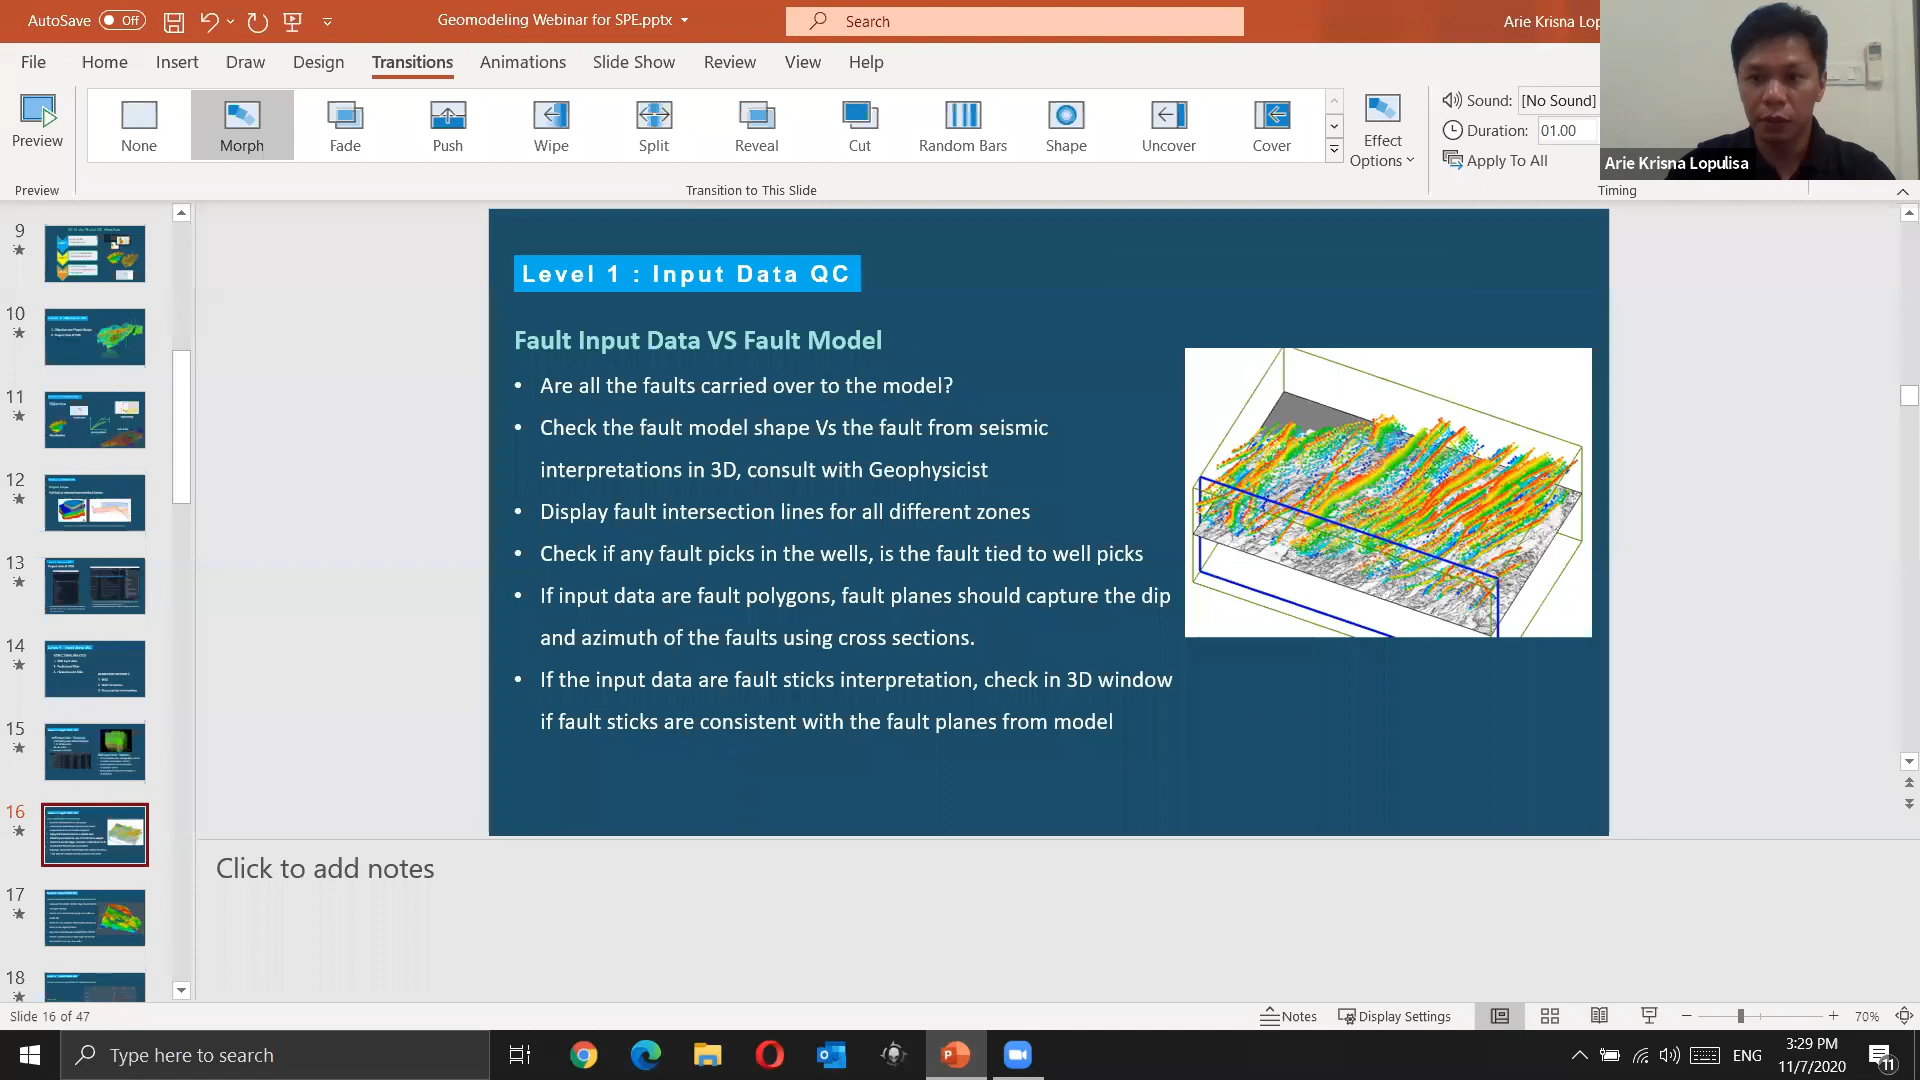 AutoSave Off
Geomodeling Webinar for SPE.pptx
Search
Arie Krisna Lop
File Home Insert Draw Design Transitions Animations Slide Show Review View Help
Preview
None Morph Fade Push Wipe Split Reveal Cut Random Bars Shape Uncover Cover
Effect
Options
Sound: [No Sound]
Duration: 01.00
Apply To All
Arie Krisna Lopulisa
Preview
Transition to This Slide
Timing
9
10
11
12
13
14
15
16
17
18
Level 1 : Input Data QC
Fault Input Data VS Fault Model
• Are all the faults carried over to the model?
• Check the fault model shape Vs the fault from seismic
interpretations in 3D, consult with Geophysicist
• Display fault intersection lines for all different zones
• Check if any fault picks in the wells, is the fault tied to well picks
• If input data are fault polygons, fault planes should capture the dip
and azimuth of the faults using cross sections.
• If the input data are fault sticks interpretation, check in 3D window
if fault sticks are consistent with the fault planes from model
Click to add notes
Slide 16 of 47
Notes
Display Settings
70%
Type here to search
ENG
3:29 PM
11/7/2020
11